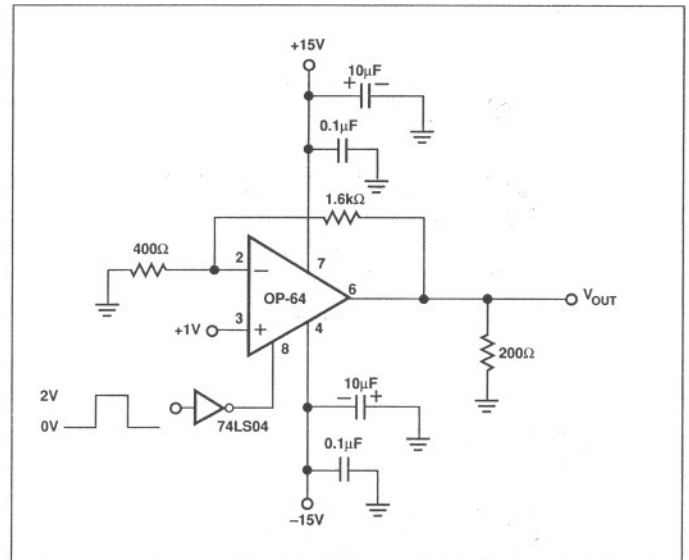 +15V
+ 10µF −
0.1µF
1.6kΩ
400Ω
2
−
7
OP-64
6
VOUT
3
+1V
+
4
8
200Ω
2V
0V
74LS04
− 10µF +
0.1µF
−15V